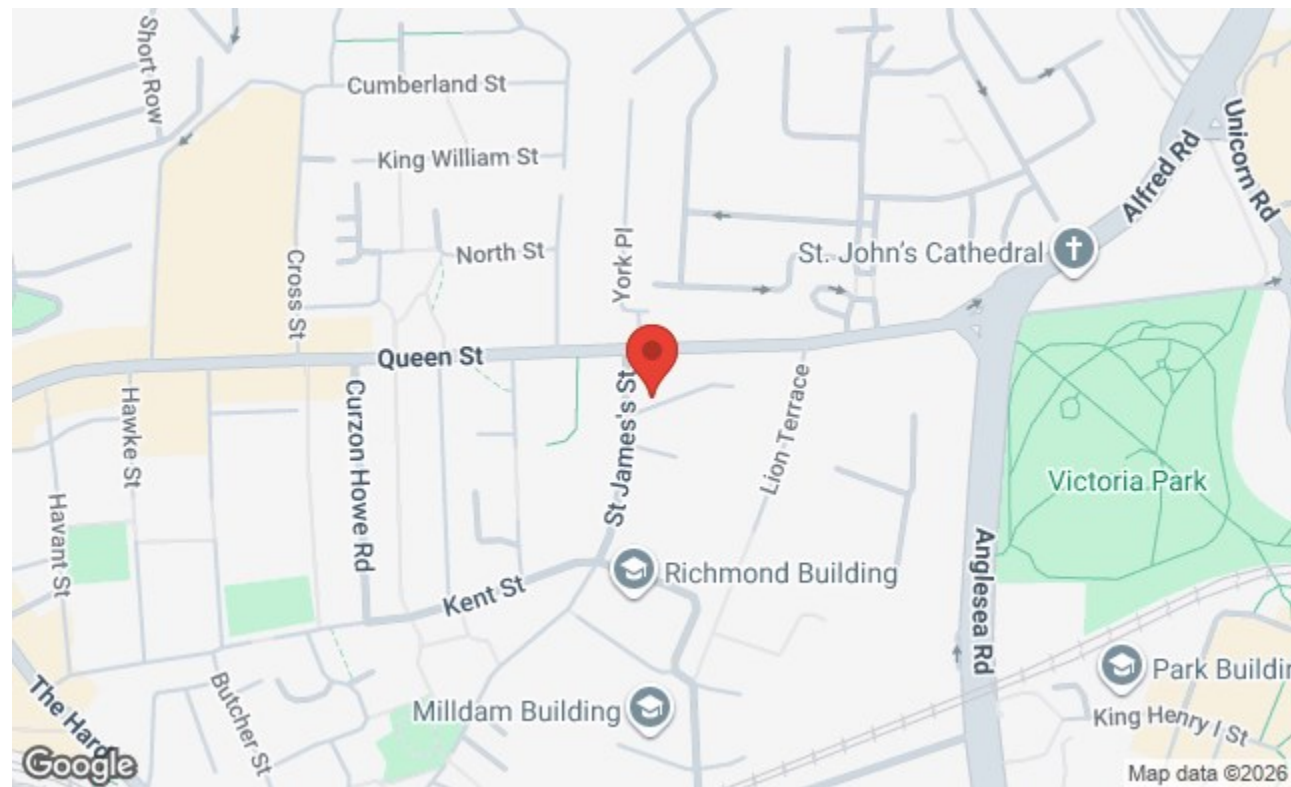 Short Row
Cumberland St
Unicorn Rd
Alfred Rd
King William St
North St
York Pl
St. John's Cathedral
Cross St
Queen St
St James's St
Hawke St
Curzon Howe Rd
Lion Terrace
Victoria Park
Havant St
Anglesea Rd
Richmond Building
Kent St
The Hard
Butcher St
Milldam Building
Park Buildin
King Henry I St
Google
Map data ©2026